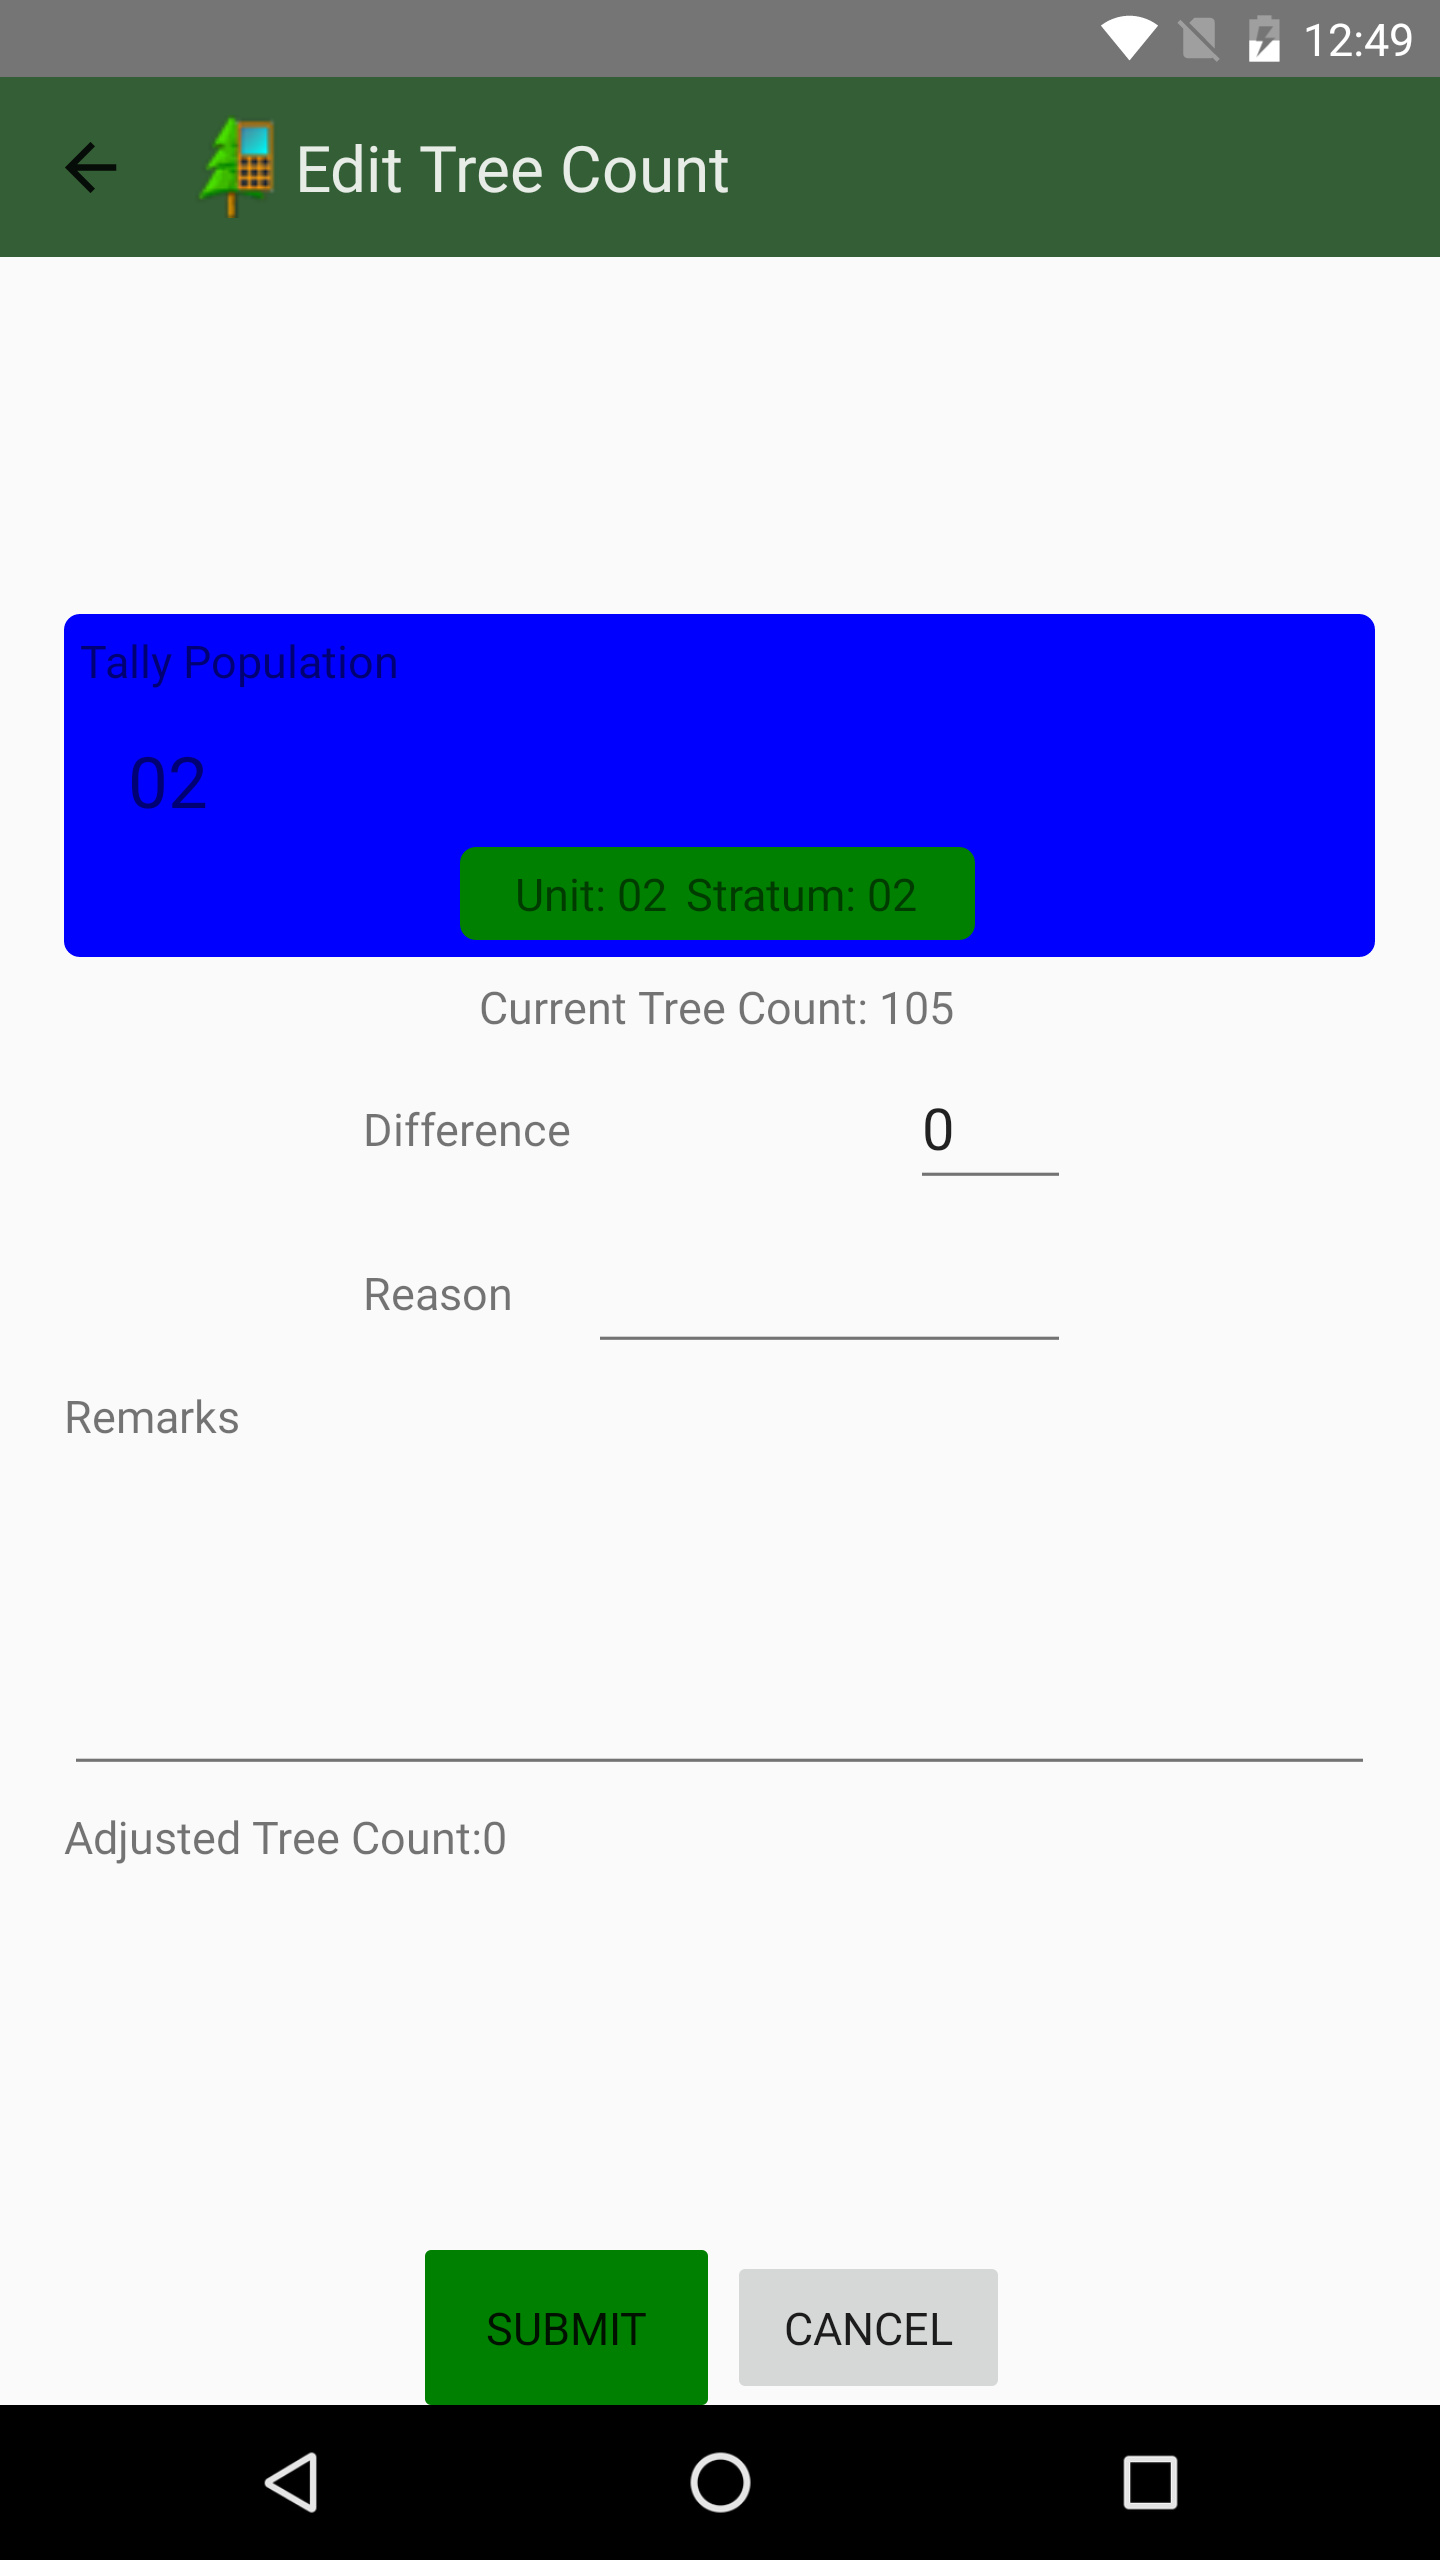 12:49
Edit Tree Count
Tally Population
02
Unit: 02 Stratum: 02
Current Tree Count: 105
Difference 0
Reason
Remarks
Adjusted Tree Count:0
SUBMIT CANCEL